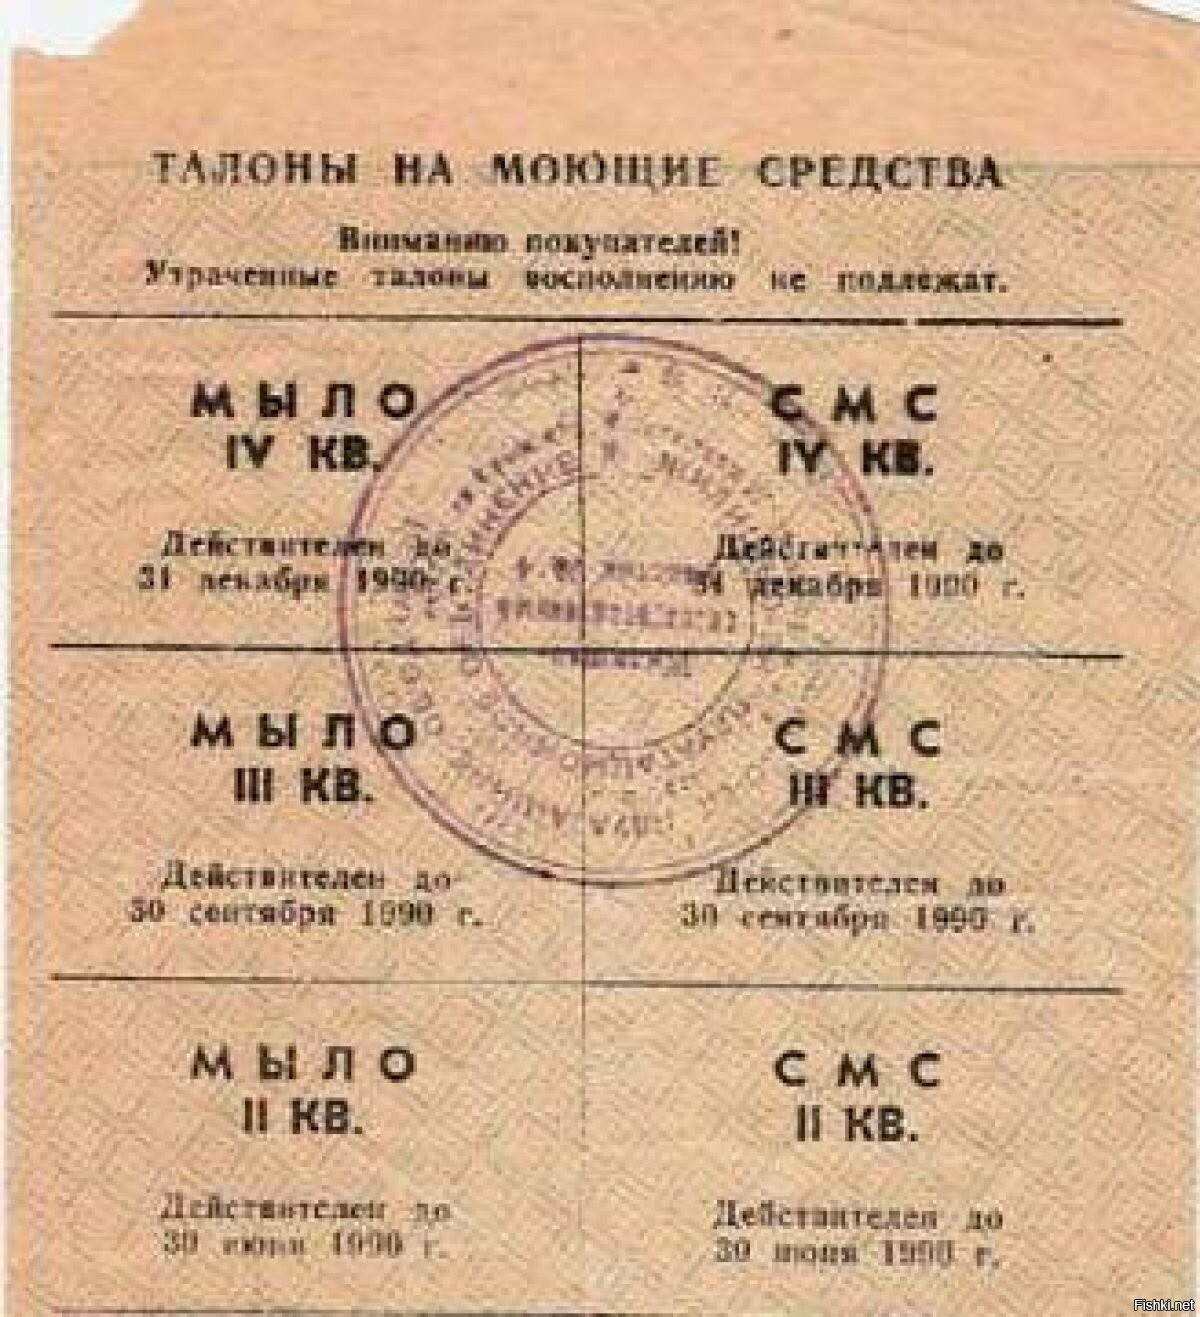 ТАЛОНЫ НА МОЮЩИЕ СРЕДСТВА
Вниманию покупателей!
Утраченные талоны восполнению не подлежат.
МЫЛО
IV КВ.
Действителен до
31 декабря 1990 г.
СМС
IV КВ.
Действителен до
31 декабря 1990 г.
МЫЛО
III КВ.
Действителен до
30 сентября 1990 г.
СМС
III КВ.
Действителен до
30 сентября 1990 г.
МЫЛО
II КВ.
Действителен до
30 июня 1990 г.
СМС
II КВ.
Действителен до
30 июня 1990 г.
Fishki.net